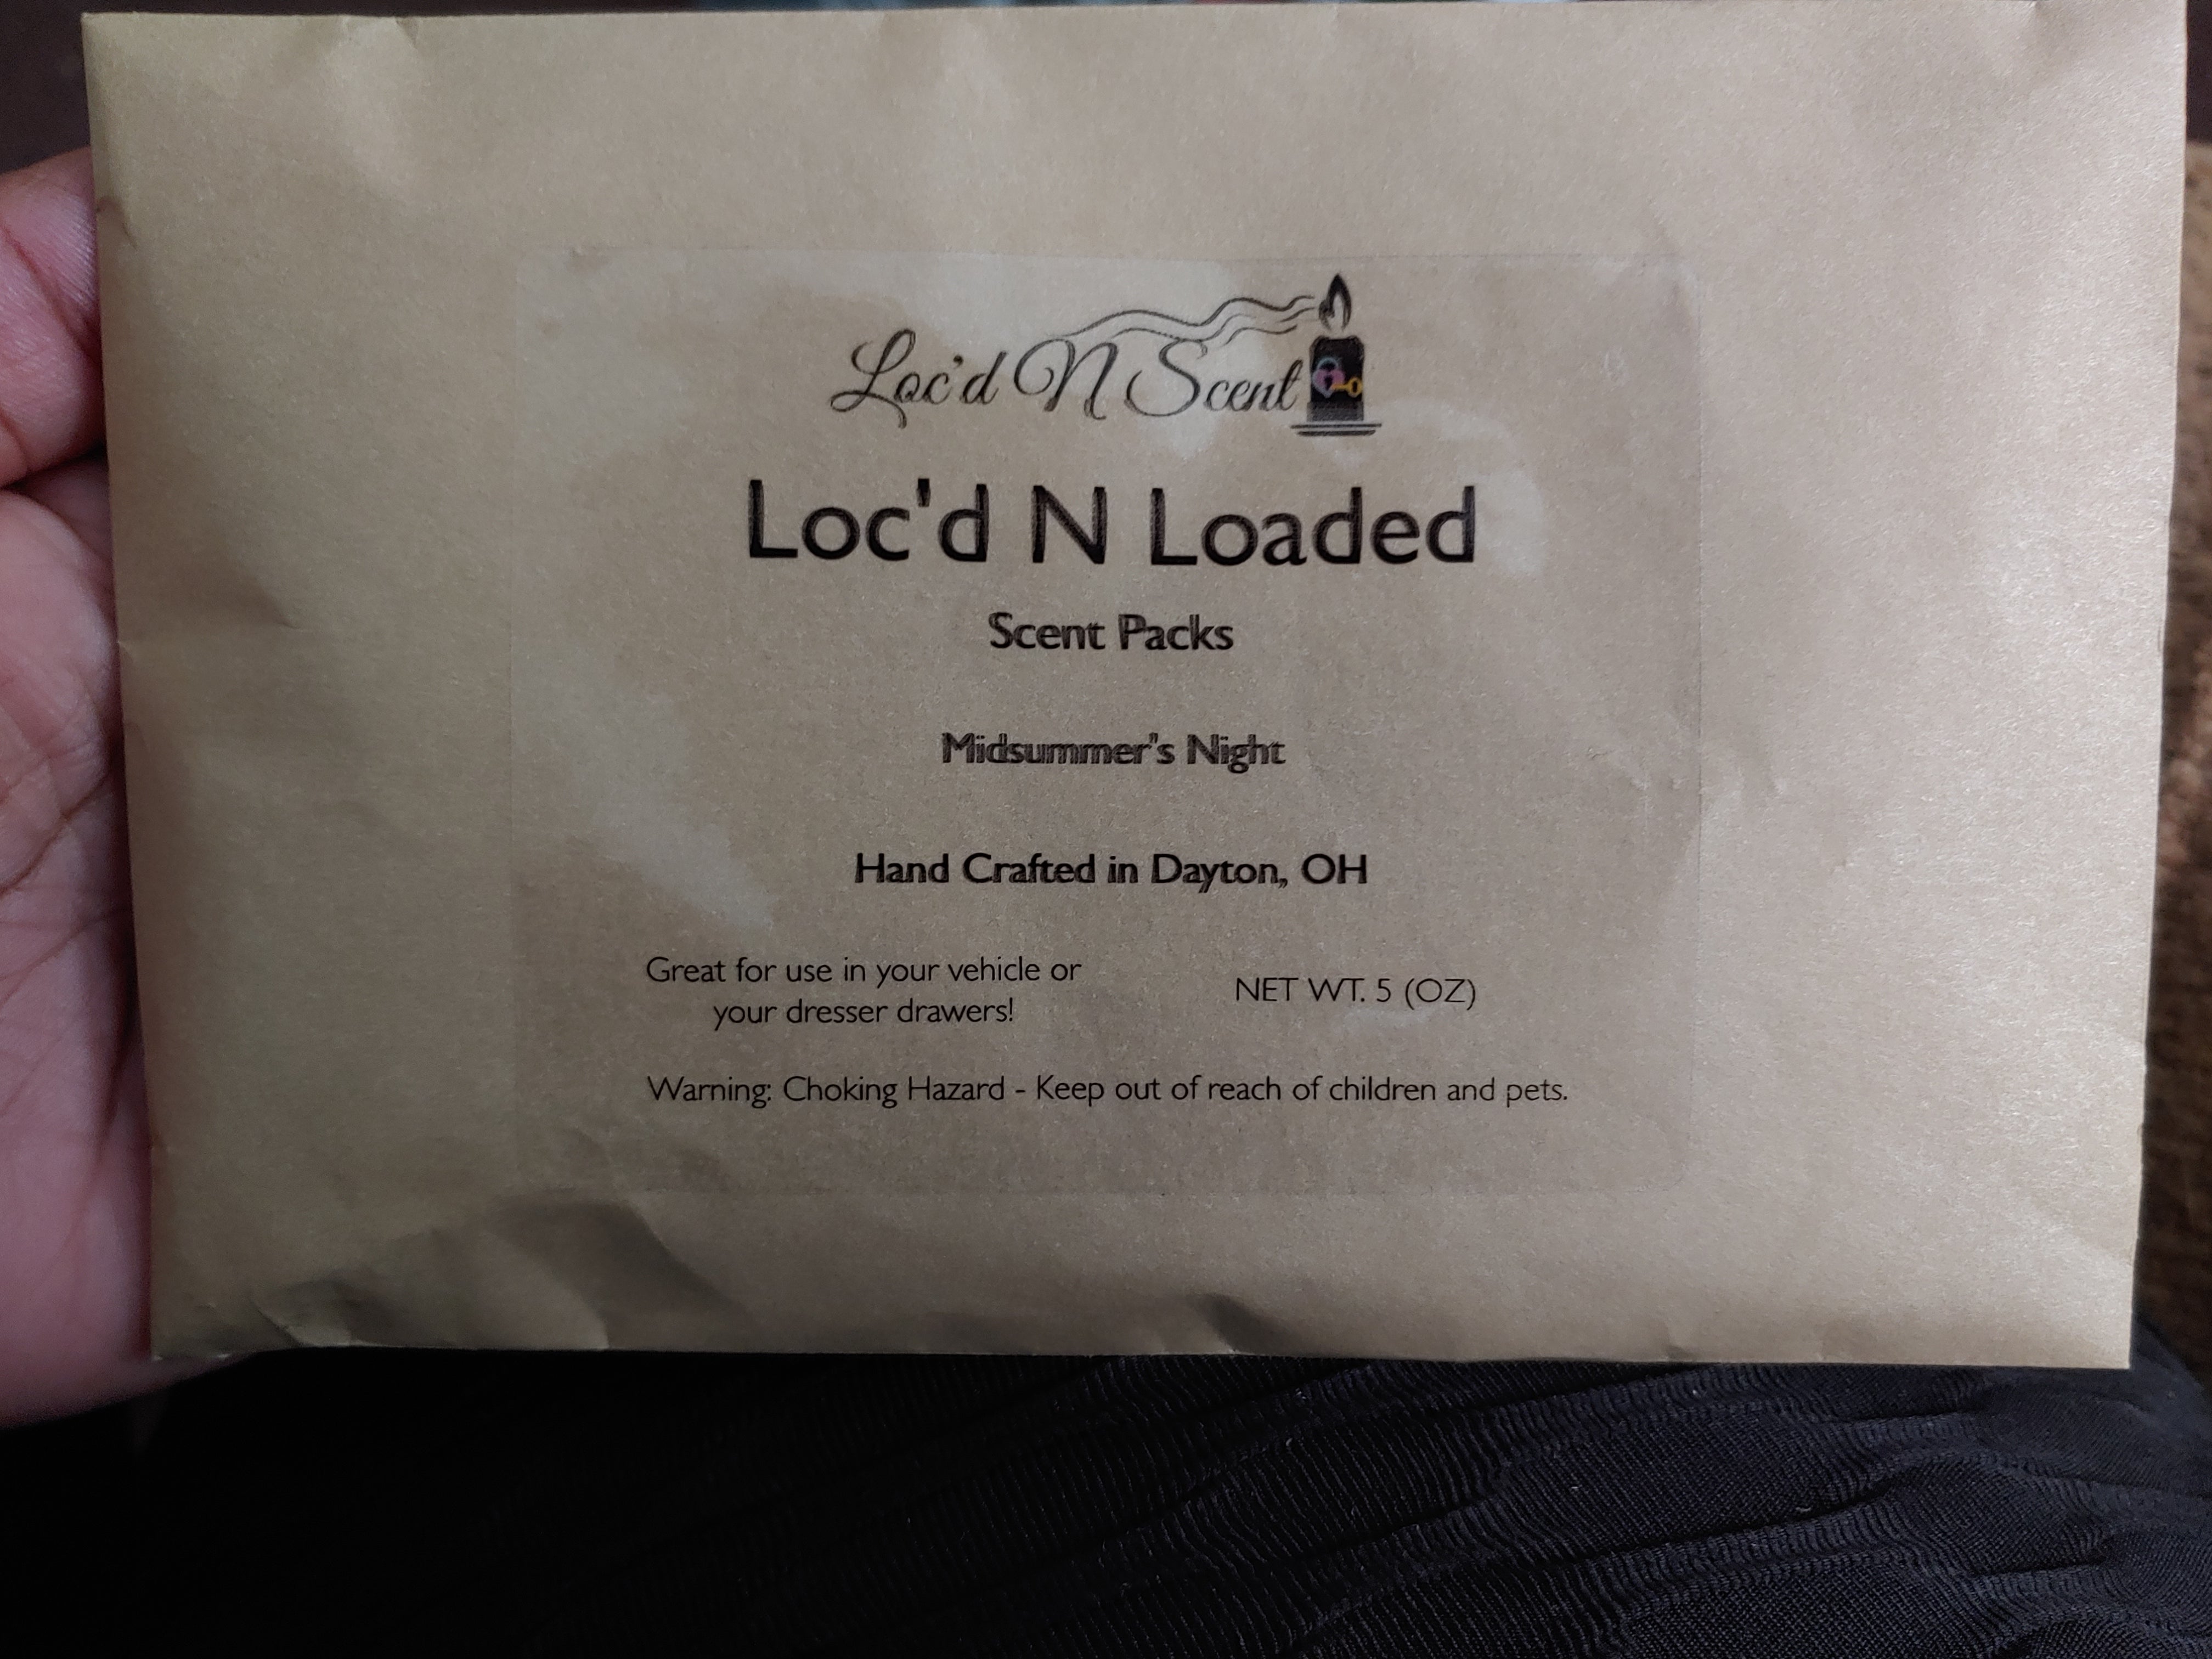 Loc'd N Scent
Loc'd N Loaded
Scent Packs
Midsummer's Night
Hand Crafted in Dayton, OH
Great for use in your vehicle or
your dresser drawers!
NET WT. 5 (OZ)
Warning: Choking Hazard - Keep out of reach of children and pets.